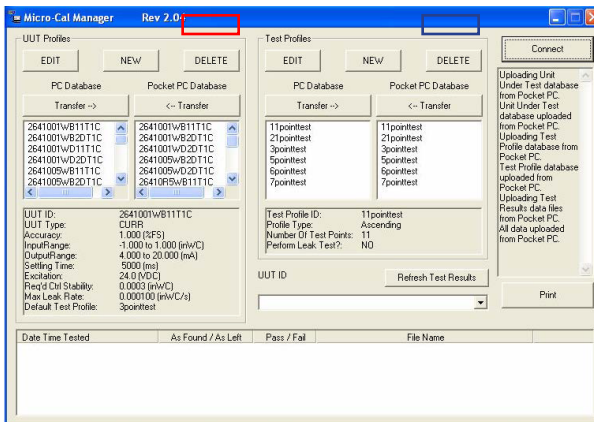 Micro-Cal Manager Rev 2.04
UUT Profiles
EDIT NEW DELETE
PC Database Pocket PC Database
Transfer --> <-- Transfer
2641001WB11T1C 2641001WB11T1C
2641001WB2DT1C 2641001WB2DT1C
2641001WD11T1C 2641001WD11T1C
2641001WD2DT1C 2641001WD2DT1C
2641005WB11T1C 2641005WB2DT1C
2641005WB2DT1C 2641005WD2DT1C
2641005WD2DT1C 26410R5WB11T1C
UUT ID: 2641001WB11T1C
UUT Type: CURR
Accuracy: 1.000 (%FS)
InputRange: -1.000 to 1.000 (inWC)
OutputRange: 4.000 to 20.000 (mA)
Settling Time: 5000 (ms)
Excitation: 24.0 (VDC)
Req'd Ctrl Stability: 0.0003 (inWC)
Max Leak Rate: 0.000100 (inWC/s)
Default Test Profile: 3pointtest
Test Profiles
EDIT NEW DELETE
PC Database Pocket PC Database
Transfer --> <-- Transfer
11pointtest 11pointtest
21pointtest 21pointtest
3pointtest 3pointtest
5pointtest 5pointtest
6pointtest 6pointtest
7pointtest 7pointtest
Test Profile ID: 11pointtest
Profile Type: Ascending
Number Of Test Points: 11
Perform Leak Test?: NO
UUT ID Refresh Test Results
Connect
Uploading Unit
Under Test database
from Pocket PC.
Unit Under Test
database uploaded
from Pocket PC.
Uploading Test
Profile database from
Pocket PC.
Test Profile database
uploaded from
Pocket PC.
Uploading Test
Results data files
from Pocket PC.
All data uploaded
from Pocket PC.
Print
Date Time Tested As Found / As Left Pass / Fail File Name